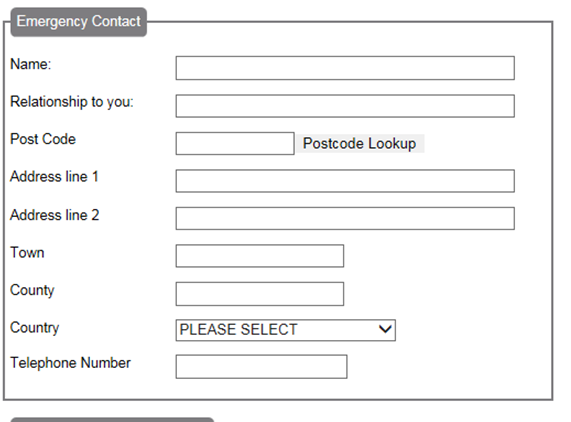 Emergency Contact
Name:
Relationship to you:
Post Code
Postcode Lookup
Address line 1
Address line 2
Town
County
Country
PLEASE SELECT
Telephone Number